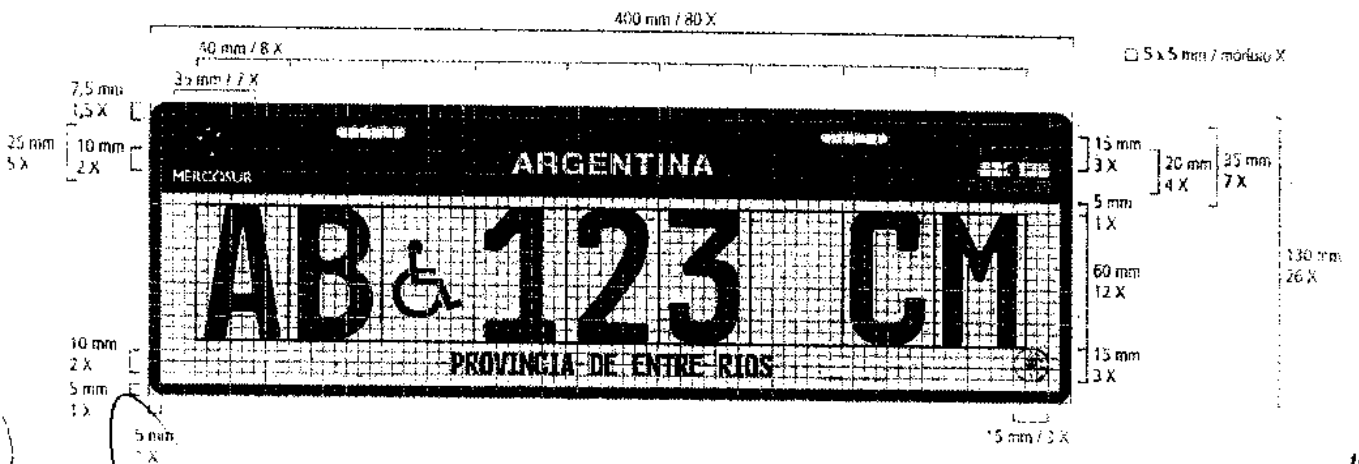 400 mm / 80 X
40 mm / 8 X
5 x 5 mm / módulo X
35 mm / 7 X
7,5 mm
1,5 X
25 mm
5 X
10 mm
2 X
MERCOSUR
ARGENTINA
15 mm
3 X
20 mm
4 X
35 mm
7 X
5 mm
1 X
AB 123 CM
60 mm
12 X
130 mm
26 X
10 mm
2 X
PROVINCIA DE ENTRE RIOS
15 mm
3 X
5 mm
1 X
5 mm
1 X
15 mm / 3 X